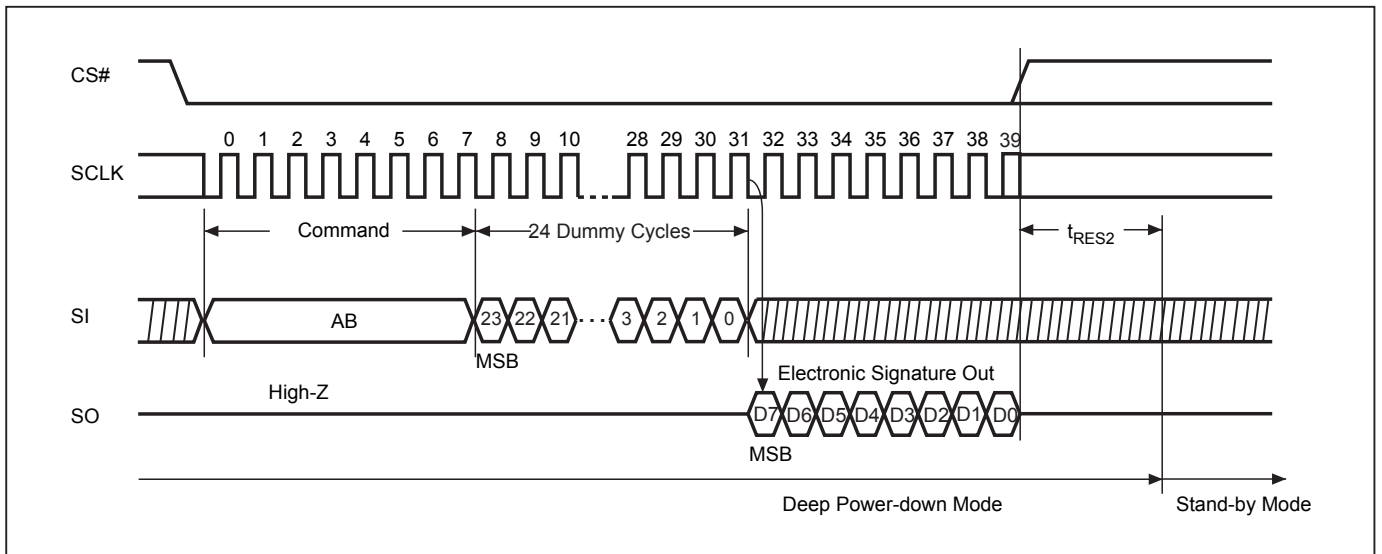 CS#
0 1 2 3 4 5 6 7 8 9 10 28 29 30 31 32 33 34 35 36 37 38 39
SCLK
Command 24 Dummy Cycles tRES2
SI AB 23 22 21 3 2 1 0
MSB
Electronic Signature Out
High-Z
SO D7 D6 D5 D4 D3 D2 D1 D0
MSB
Deep Power-down Mode Stand-by Mode